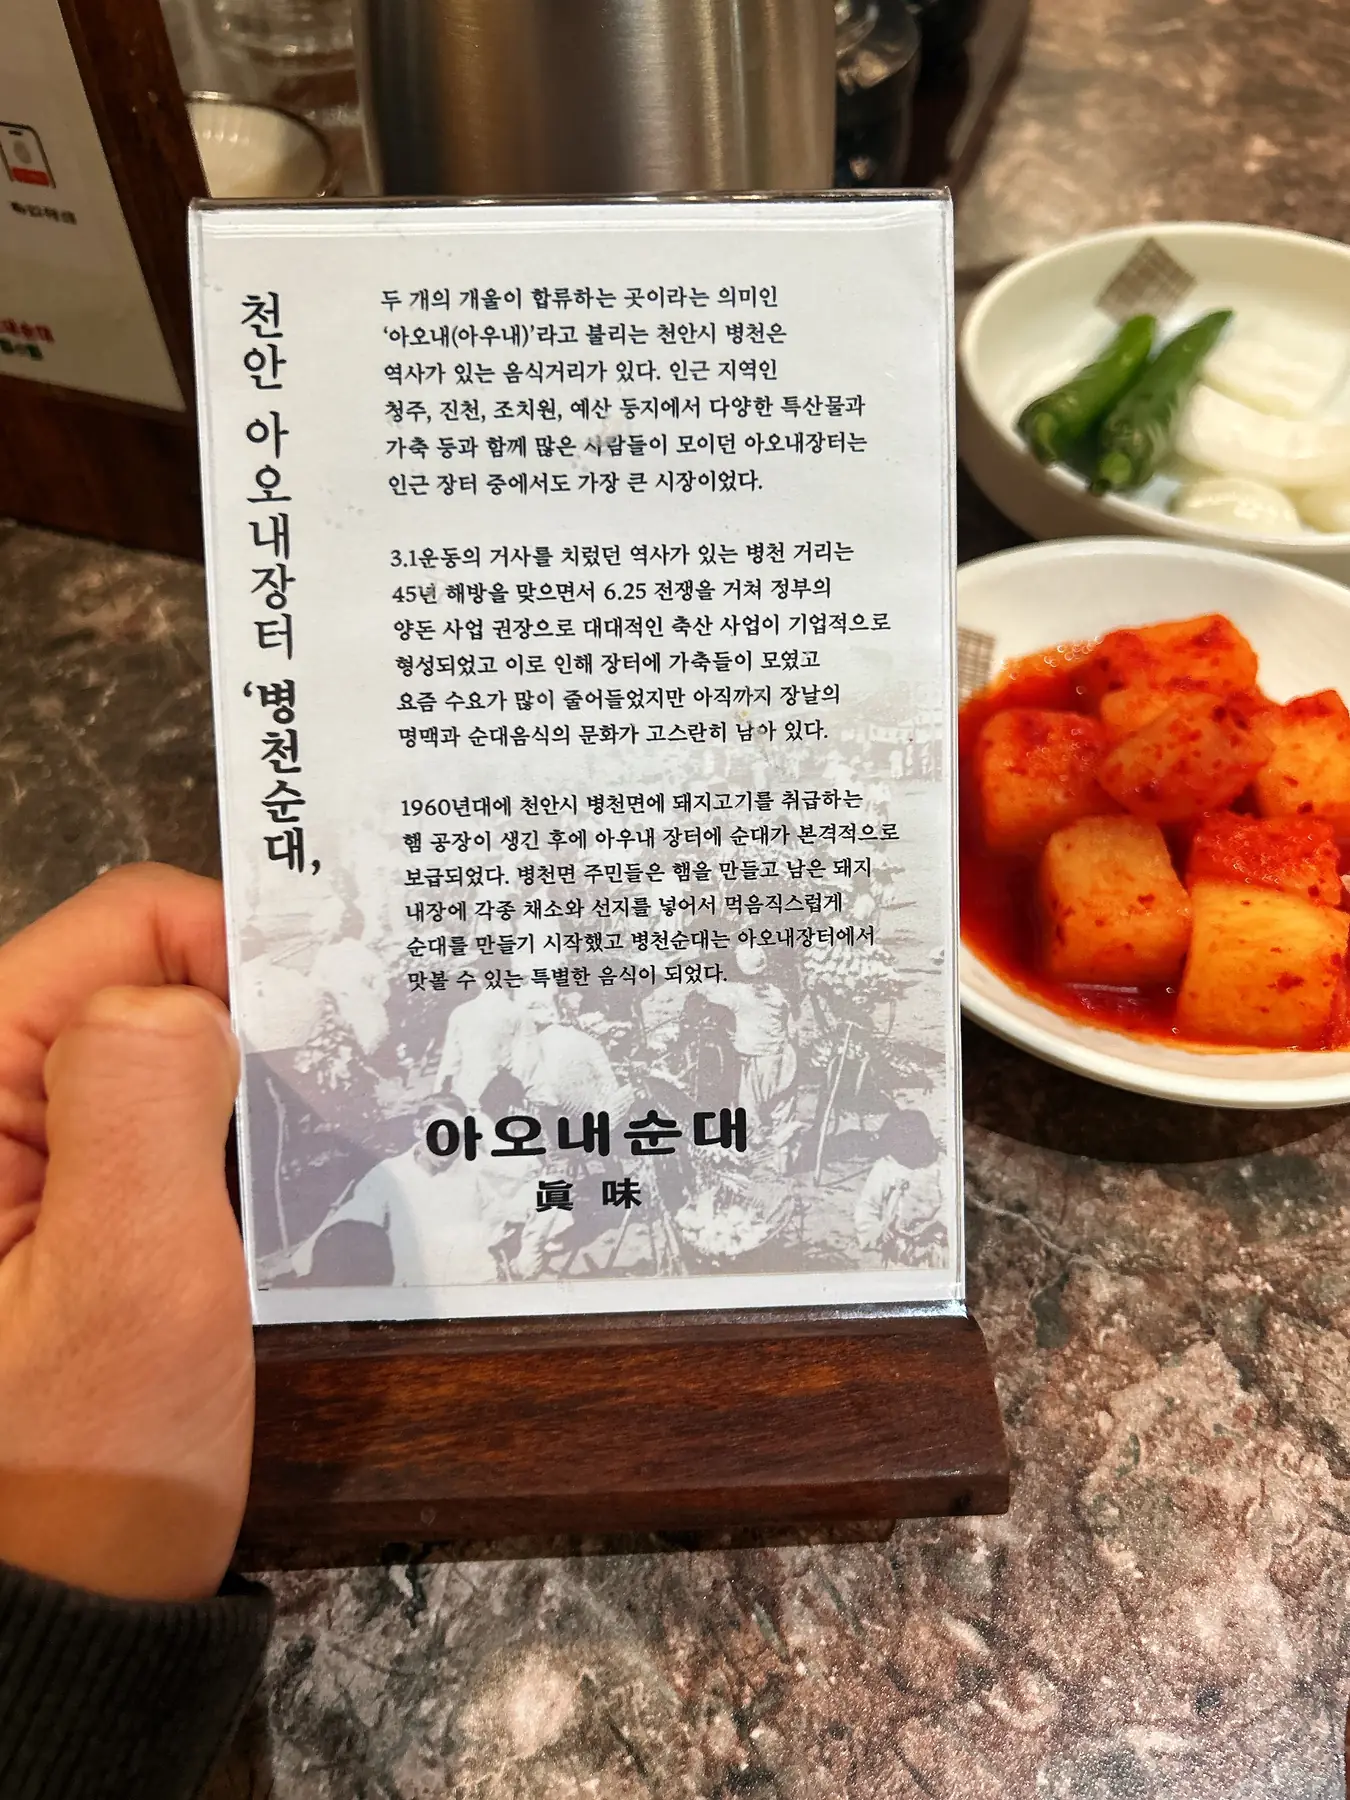 천안 아오내장터 ‘병천순대,
두 개의 개울이 합류하는 곳이라는 의미인
‘아오내(아우내)’라고 불리는 천안시 병천은
역사가 있는 음식거리가 있다. 인근 지역인
청주, 진천, 조치원, 예산 등지에서 다양한 특산물과
가축 등과 함께 많은 사람들이 모이던 아오내장터는
인근 장터 중에서도 가장 큰 시장이었다.
3.1운동의 거사를 치렀던 역사가 있는 병천 거리는
45년 해방을 맞으면서 6.25 전쟁을 거쳐 정부의
양돈 사업 권장으로 대대적인 축산 사업이 기업적으로
형성되었고 이로 인해 장터에 가축들이 모였고
요즘 수요가 많이 줄어들었지만 아직까지 장날의
명맥과 순대음식의 문화가 고스란히 남아 있다.
1960년대에 천안시 병천면에 돼지고기를 취급하는
햄 공장이 생긴 후에 아우내 장터에 순대가 본격적으로
보급되었다. 병천면 주민들은 햄을 만들고 남은 돼지
내장에 각종 채소와 선지를 넣어서 먹음직스럽게
순대를 만들기 시작했고 병천순대는 아오내장터에서
맛볼 수 있는 특별한 음식이 되었다.
아오내순대
眞味